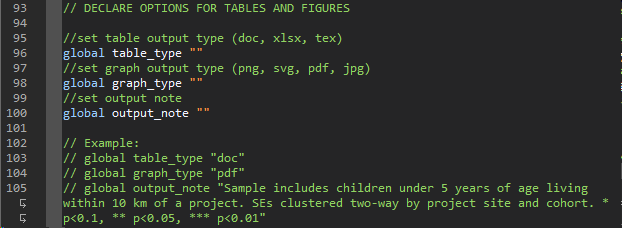 93 // DECLARE OPTIONS FOR TABLES AND FIGURES
94
95 //set table output type (doc, xlsx, tex)
96 global table_type ""
97 //set graph output type (png, svg, pdf, jpg)
98 global graph_type ""
99 //set output note
100 global output_note ""
101
102 // Example:
103 // global table_type "doc"
104 // global graph_type "pdf"
105 // global output_note "Sample includes children under 5 years of age living
within 10 km of a project. SEs clustered two-way by project site and cohort. *
p<0.1, ** p<0.05, *** p<0.01"